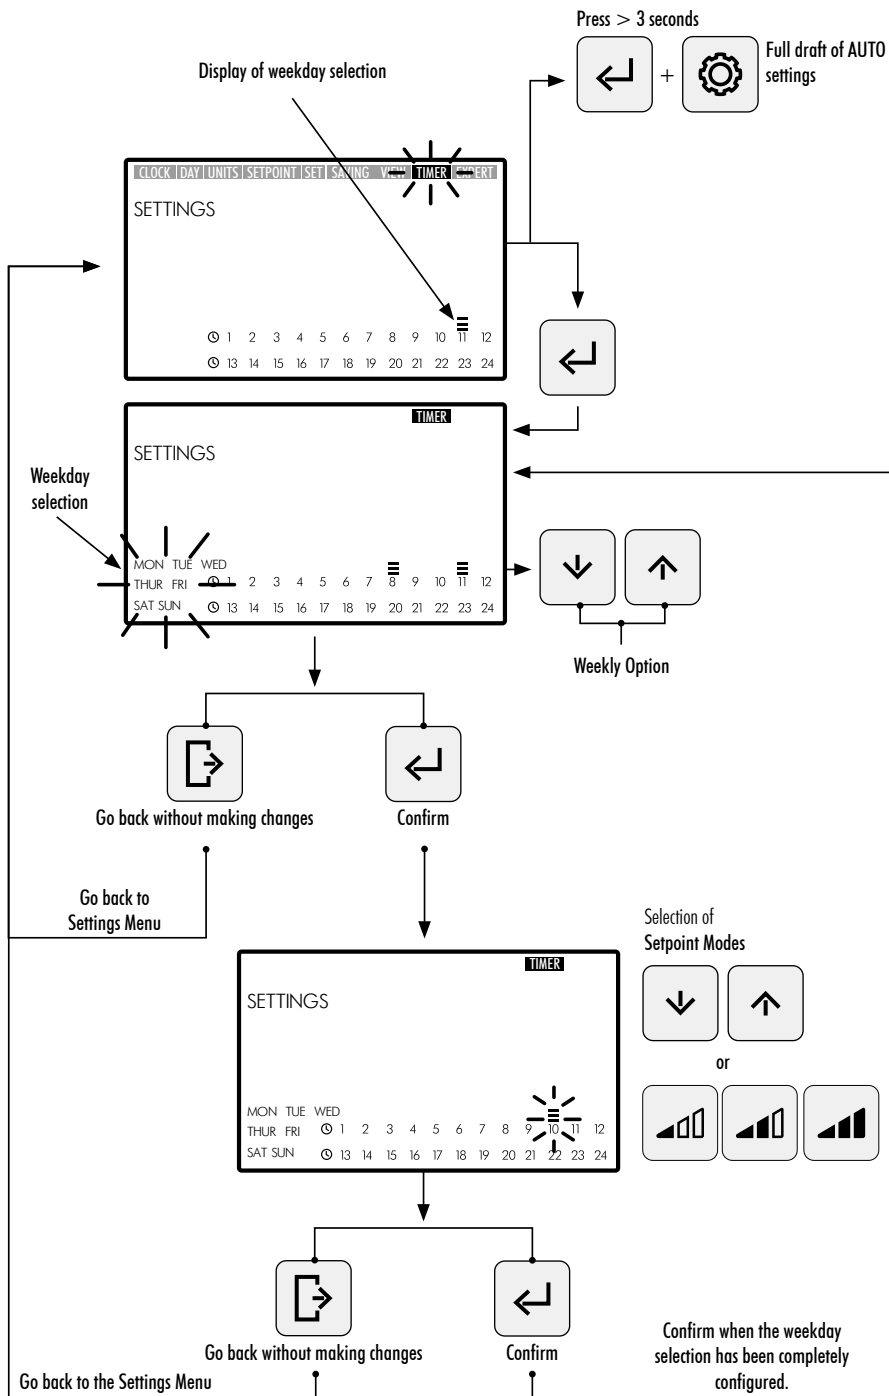 Press > 3 seconds
+
Full draft of AUTO
settings
Display of weekday selection
CLOCK DAY UNITS SETPOINT SET SAVING VIEW TIMER EXPERT
SETTINGS
1 2 3 4 5 6 7 8 9 10 11 12
13 14 15 16 17 18 19 20 21 22 23 24
TIMER
SETTINGS
Weekday
selection
MON TUE WED
THUR FRI 1 2 3 4 5 6 7 8 9 10 11 12
SAT SUN 13 14 15 16 17 18 19 20 21 22 23 24
Weekly Option
Go back without making changes
Confirm
Go back to
Settings Menu
Selection of
Setpoint Modes
or
TIMER
SETTINGS
MON TUE WED
THUR FRI 1 2 3 4 5 6 7 8 9 10 11 12
SAT SUN 13 14 15 16 17 18 19 20 21 22 23 24
Go back without making changes
Confirm
Confirm when the weekday
selection has been completely
configured.
Go back to the Settings Menu